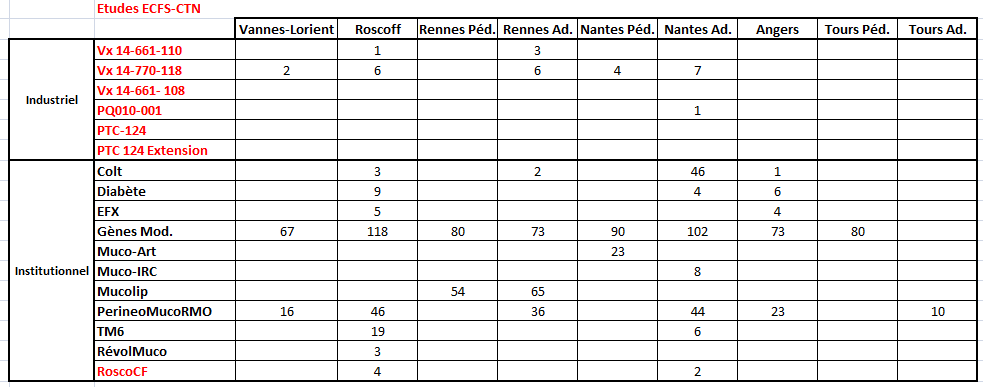 Etudes ECFS-CTN
Vannes-Lorient Roscoff Rennes Péd. Rennes Ad. Nantes Péd. Nantes Ad. Angers Tours Péd. Tours Ad.
Industriel
Vx 14-661-110 1 3
Vx 14-770-118 2 6 6 4 7
Vx 14-661- 108
PQ010-001 1
PTC-124
PTC 124 Extension
Institutionnel
Colt 3 2 46 1
Diabète 9 4 6
EFX 5 4
Gènes Mod. 67 118 80 73 90 102 73 80
Muco-Art 23
Muco-IRC 8
Mucolip 54 65
PerineoMucoRMO 16 46 36 44 23 10
TM6 19 6
RévolMuco 3
RoscoCF 4 2